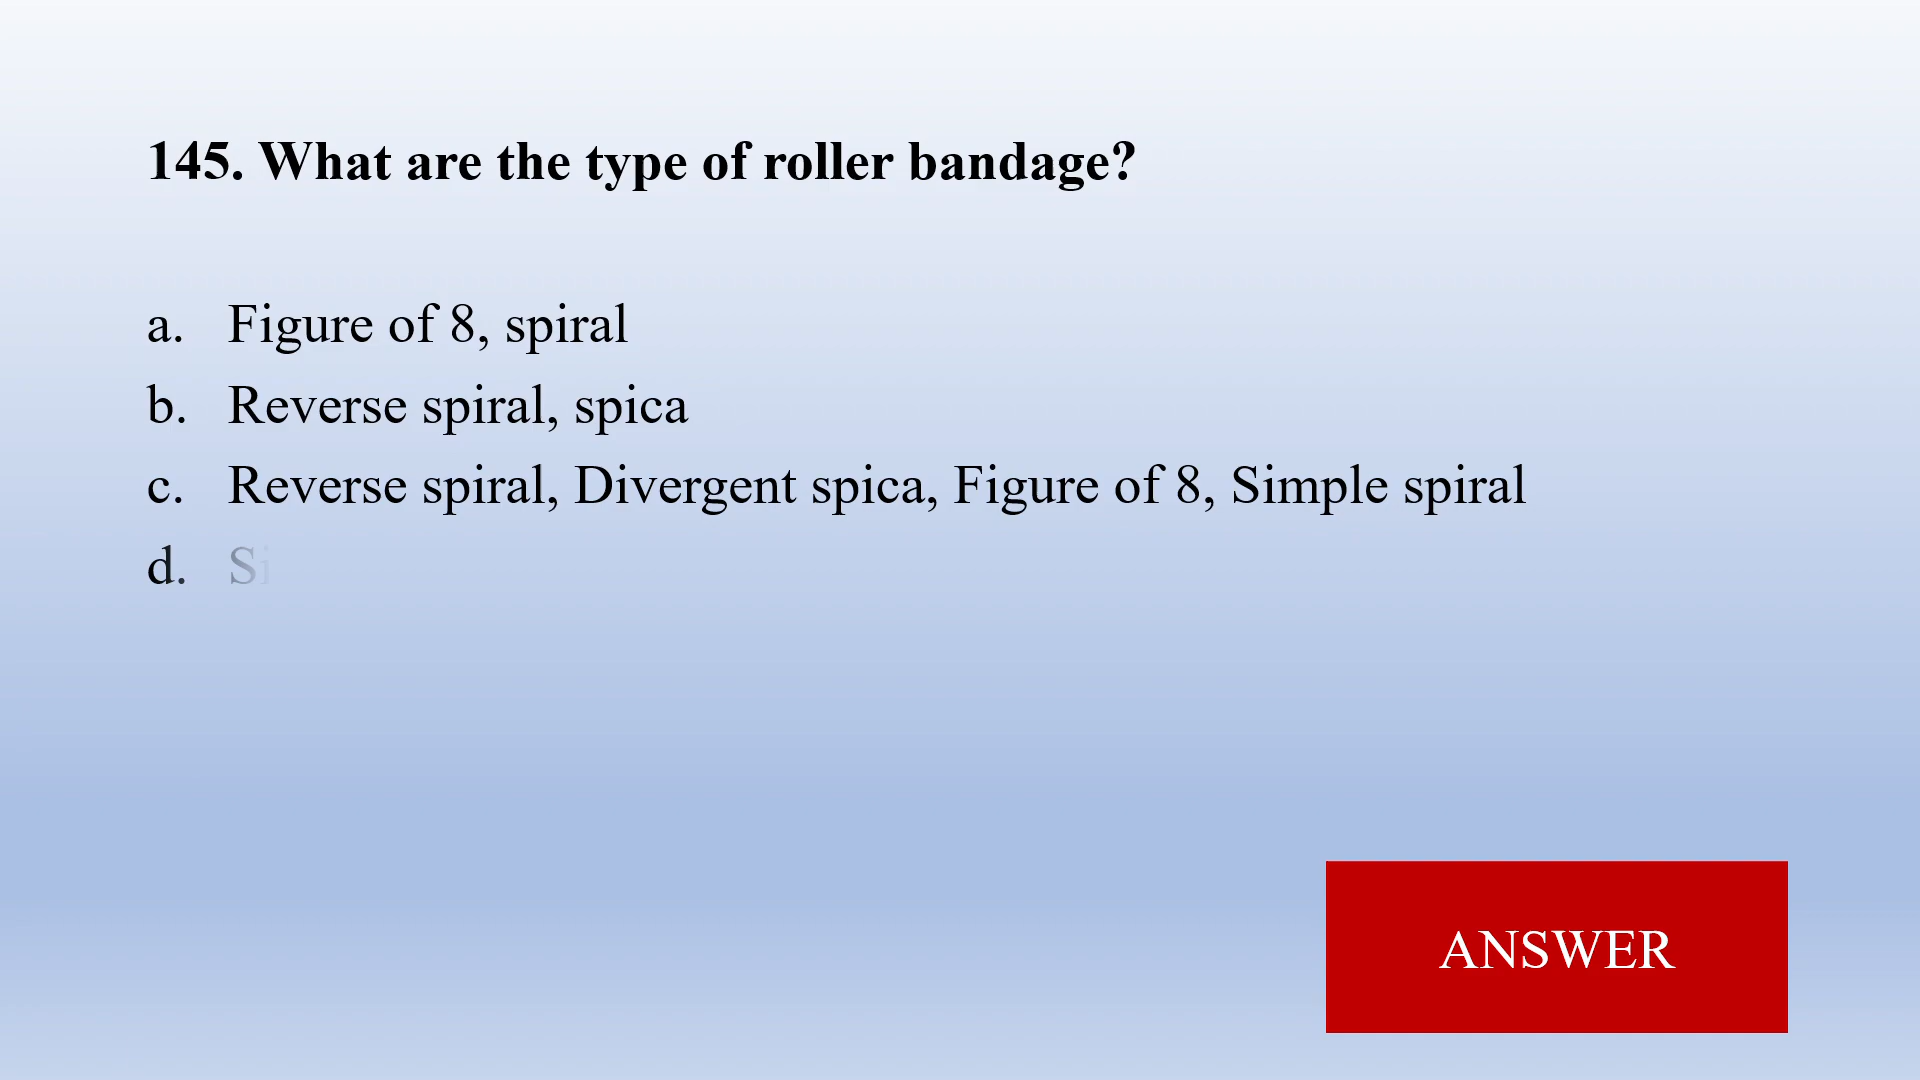 145. What are the type of roller bandage?
a. Figure of 8, spiral
b. Reverse spiral, spica
c. Reverse spiral, Divergent spica, Figure of 8, Simple spiral
d.
ANSWER